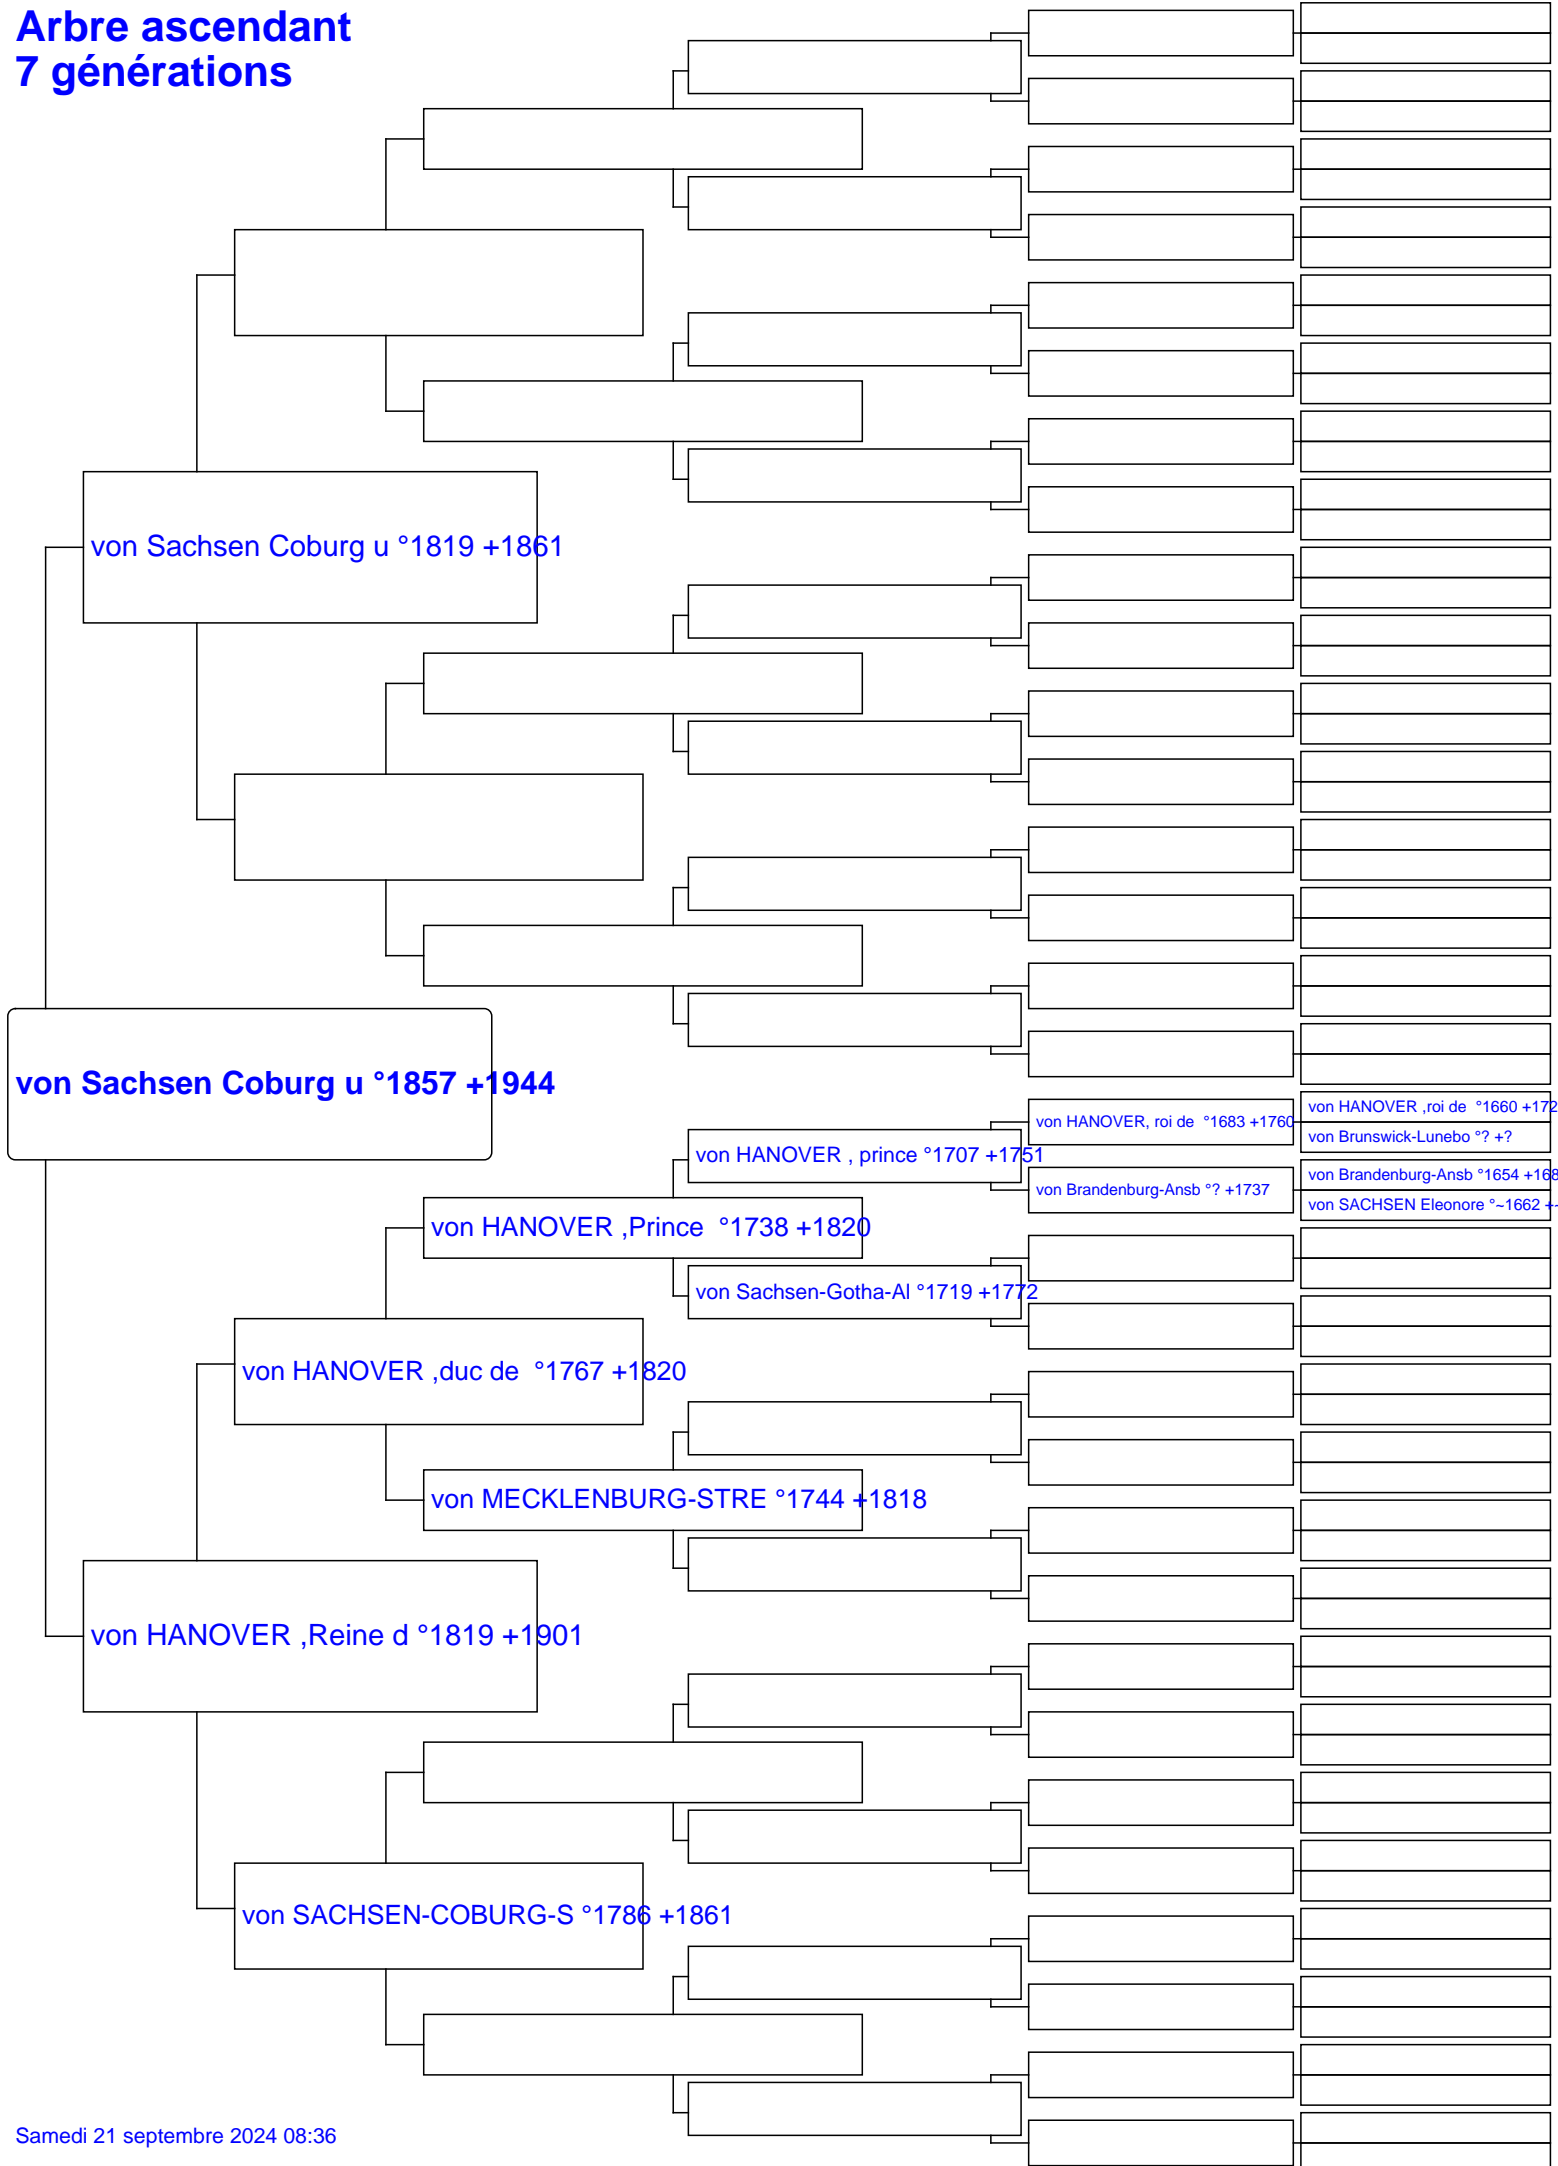 Arbre ascendant
7 générations
von Sachsen Coburg u °1819 +1861
von Sachsen Coburg u °1857 +1944
von HANOVER ,roi de °1660 +172
von HANOVER, roi de °1683 +1760
von Brunswick-Lunebo °? +?
von HANOVER , prince °1707 +1751
von Brandenburg-Ansb °1654 +168
von Brandenburg-Ansb °? +1737
von SACHSEN Eleonore °~1662 +~
von HANOVER ,Prince °1738 +1820
von Sachsen-Gotha-Al °1719 +1772
von HANOVER ,duc de °1767 +1820
von MECKLENBURG-STRE °1744 +1818
von HANOVER ,Reine d °1819 +1901
von SACHSEN-COBURG-S °1786 +1861
Samedi 21 septembre 2024 08:36